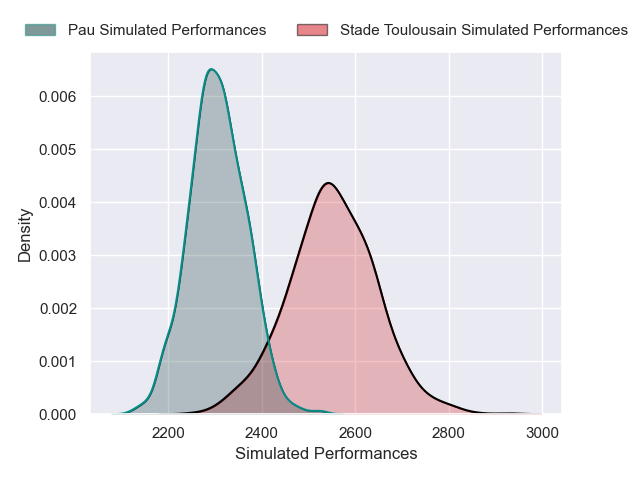 Pau Simulated Performances
Stade Toulousain Simulated Performances
0.006
0.005
0.004
0.003
0.002
0.001
0.000
Density
2200 2400 2600 2800 3000
Simulated Performances